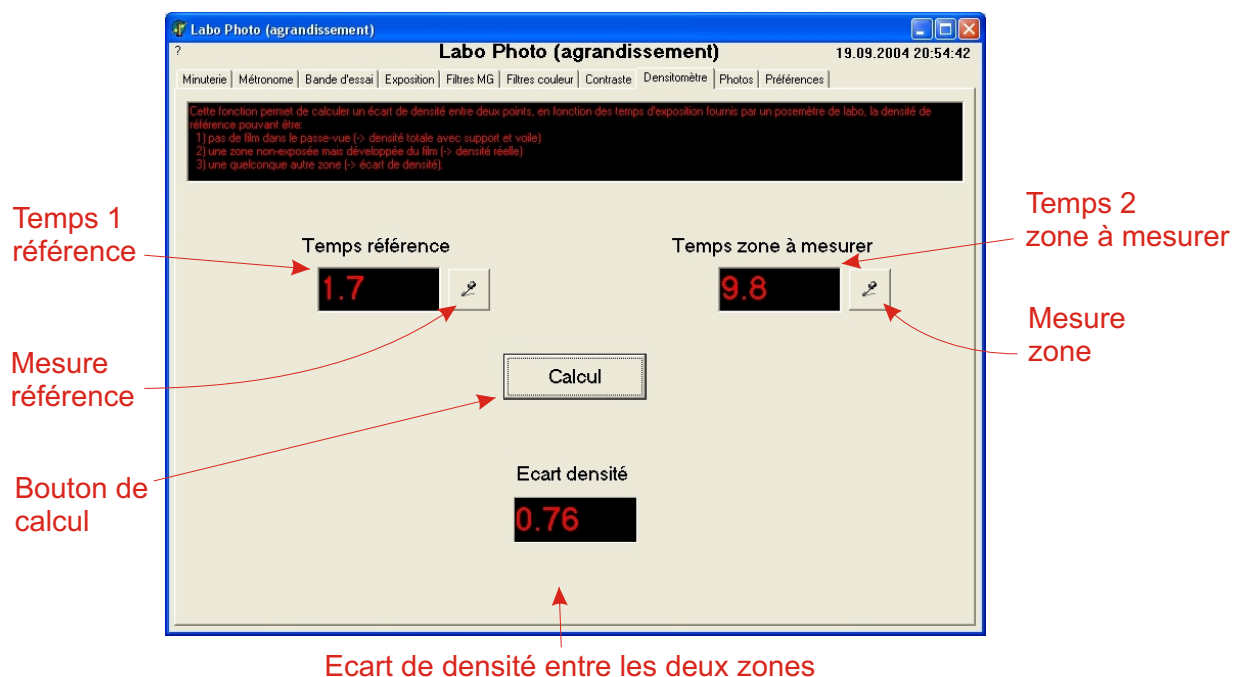 Labo Photo (agrandissement)
?
Labo Photo (agrandissement)
19.09.2004 20:54:42
Minuterie Métronome Bande d'essai Exposition Filtres MG Filtres couleur Contraste Densitomètre Photos Préférences
Cette fonction permet de calculer un écart de densité entre deux points, en fonction des temps d'exposition fournis par un posemètre de labo, la densité de
référence pouvant être:
1) pas de film dans le passe-vue (-> densité totale avec support et voile)
2) une zone non-exposée mais développée du film (-> densité réelle)
3) une quelconque autre zone (-> écart de densité).
Temps 1
référence
Temps 2
zone à mesurer
Temps référence
Temps zone à mesurer
1.7
9.8
Mesure
référence
Mesure
zone
Calcul
Bouton de
calcul
Ecart densité
0.76
Ecart de densité entre les deux zones